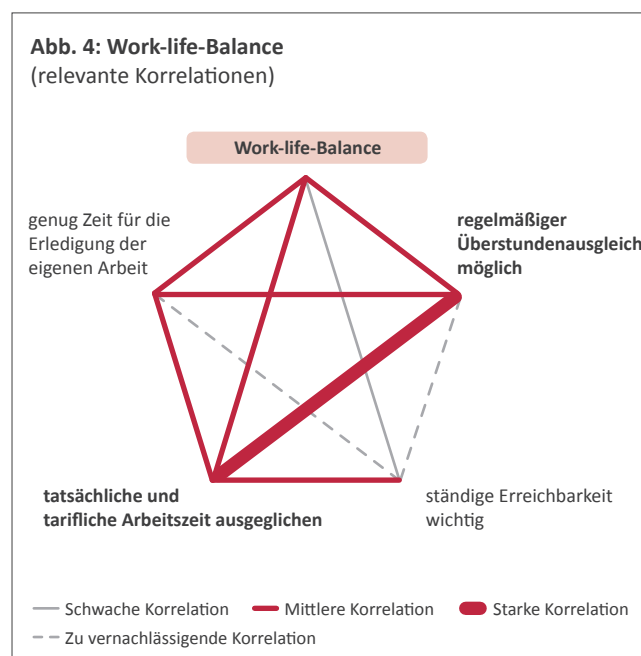 Abb. 4: Work-life-Balance
(relevante Korrelationen)
Work-life-Balance
genug Zeit für die
Erledigung der
eigenen Arbeit
regelmäßiger
Überstundenausgleich
möglich
tatsächliche und
tarifliche Arbeitszeit ausgeglichen
ständige Erreichbarkeit
wichtig
Schwache Korrelation
Mittlere Korrelation
Starke Korrelation
Zu vernachlässigende Korrelation